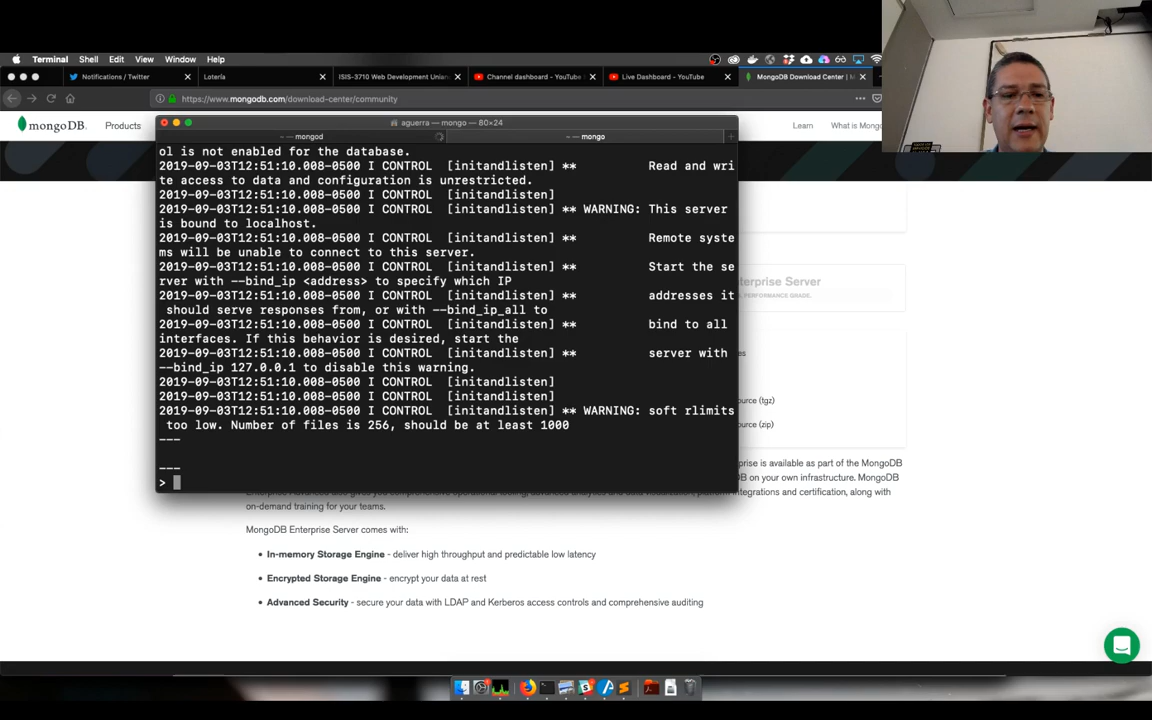 Terminal Shell Edit View Window Help
Notifications / Twitter
Lotería
ISIS-3710 Web Development Unian
Channel dashboard - YouTube
Live Dashboard - YouTube
MongoDB Download Center | M
https://www.mongodb.com/download-center/community
mongoDB. Products
Learn What is Mong
aguerra — mongo — 80×24
~ — mongod
~ — mongo
ol is not enabled for the database.
2019-09-03T12:51:10.008-0500 I CONTROL [initandlisten] ** Read and wri
te access to data and configuration is unrestricted.
2019-09-03T12:51:10.008-0500 I CONTROL [initandlisten]
2019-09-03T12:51:10.008-0500 I CONTROL [initandlisten] ** WARNING: This server
is bound to localhost.
2019-09-03T12:51:10.008-0500 I CONTROL [initandlisten] ** Remote syste
ms will be unable to connect to this server.
2019-09-03T12:51:10.008-0500 I CONTROL [initandlisten] ** Start the se
rver with --bind_ip <address> to specify which IP
2019-09-03T12:51:10.008-0500 I CONTROL [initandlisten] ** addresses it
should serve responses from, or with --bind_ip_all to
2019-09-03T12:51:10.008-0500 I CONTROL [initandlisten] ** bind to all
interfaces. If this behavior is desired, start the
2019-09-03T12:51:10.008-0500 I CONTROL [initandlisten] ** server with
--bind_ip 127.0.0.1 to disable this warning.
2019-09-03T12:51:10.008-0500 I CONTROL [initandlisten]
2019-09-03T12:51:10.008-0500 I CONTROL [initandlisten]
2019-09-03T12:51:10.008-0500 I CONTROL [initandlisten] ** WARNING: soft rlimits
too low. Number of files is 256, should be at least 1000
---
---
>
terprise Server
PERFORMANCE GRADE.
es
ource (tgz)
ource (zip)
prise is available as part of the MongoDB
DB on your own infrastructure. MongoDB
integrations and certification, along with
on-demand training for your teams.
MongoDB Enterprise Server comes with:
• In-memory Storage Engine - deliver high throughput and predictable low latency
• Encrypted Storage Engine - encrypt your data at rest
• Advanced Security - secure your data with LDAP and Kerberos access controls and comprehensive auditing